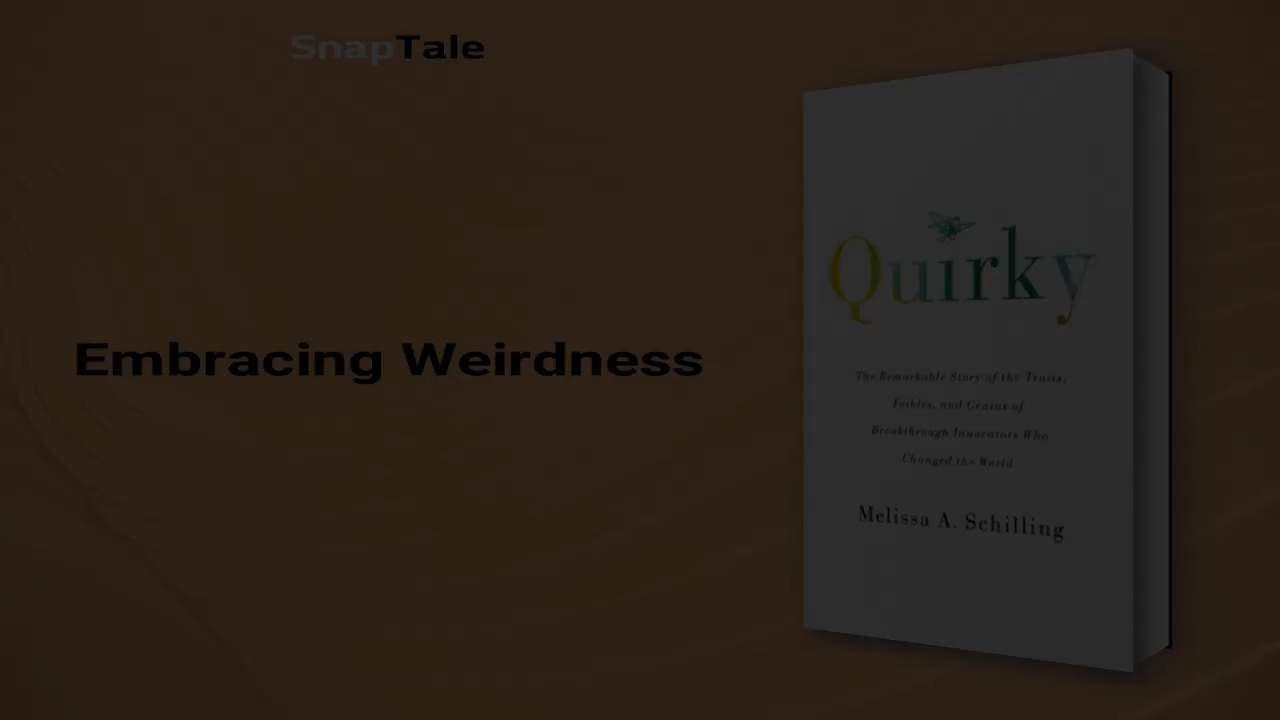 SnapTale
Embracing Weirdness
Quirky
The Remarkable Story of the Traits,
Foibles, and Genius of
Breakthrough Innovators Who
Changed the World
Melissa A. Schilling